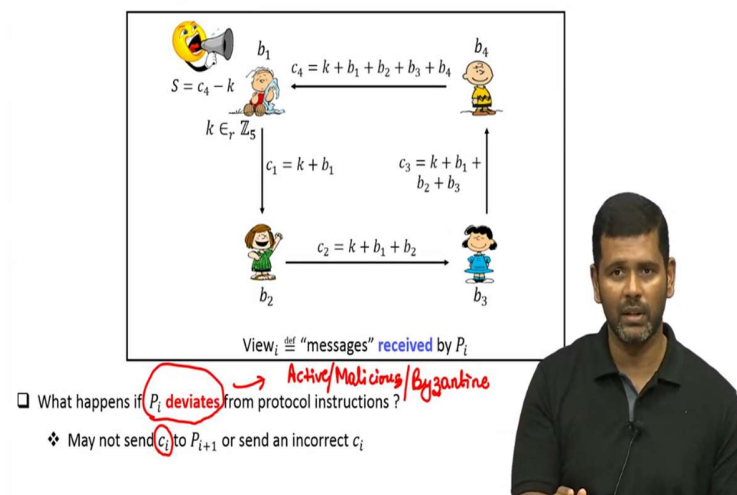 b₁
b₄
c₄ = k + b₁ + b₂ + b₃ + b₄
S = c₄ − k
k ∈ᵣ ℤ₅
c₁ = k + b₁
c₃ = k + b₁ +
b₂ + b₃
c₂ = k + b₁ + b₂
b₂
b₃
Viewᵢ ≝ “messages” received by Pᵢ
Active/Malicious/Byzantine
❑ What happens if Pᵢ deviates from protocol instructions ?
❖ May not send cᵢ to Pᵢ₊₁ or send an incorrect cᵢ